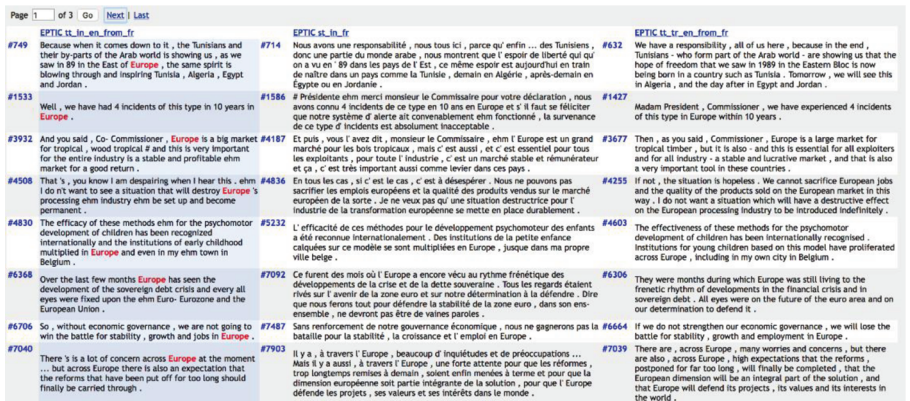 Page 1 of 3 Go Next | Last
EPTIC tt_in_en_from_fr
EPTIC st_in_fr
EPTIC tt_tr_en_from_fr
#749
Because when it comes down to it , the Tunisians and
their by-parts of the Arab world is showing us , as we
saw in 89 in the East of Europe , the same spirit is
blowing through and inspiring Tunisia , Algeria , Egypt
and Jordan .
#714
Nous avons une responsabilité , nous tous ici , parce qu' enfin ... des Tunisiens ,
donc une partie du monde arabe , nous montrent que l' espoir de liberté qui qu'
on a vu en ' 89 dans les pays de l' Est , ce même espoir est aujourd'hui en train
de naître dans un pays comme la Tunisie , demain en Algérie , après-demain en
Égypte ou en Jordanie .
#632
We have a responsibility , all of us here , because in the end ,
Tunisians - who form part of the Arab world - are showing us that the
hope of freedom that we saw in 1989 in the Eastern Bloc is now
being born in a country such as Tunisia . Tomorrow , we will see this
in Algeria , and the day after in Egypt and Jordan .
#1533
Well , we have had 4 incidents of this type in 10 years in
Europe .
#1586
# Présidente ehm merci monsieur le Commissaire pour votre déclaration , nous
avons connu 4 incidents de ce type en 10 ans en Europe et s' il faut se féliciter
que notre système d' alerte ait convenablement ehm fonctionné , la survenance
de ce type d' incidents est absolument inacceptable .
#1427
Madam President , Commissioner , we have experienced 4 incidents
of this type in Europe within 10 years .
#3932
And you said , Co- Commissioner , Europe is a big market
for tropical , wood tropical # and this is very important
for the entire industry is a stable and profitable ehm
market for a good return .
#4187
Et puis , vous l' avez dit , monsieur le Commissaire , ehm l' Europe est un grand
marché pour les bois tropicaux , mais c' est aussi , et c' est essentiel pour tous
les exploitants , pour toute l' industrie , c' est un marché stable et rémunérateur
et ça , c' est très important aussi comme levier dans ces pays .
#3677
Then , as you said , Commissioner , Europe is a large market for
tropical timber , but it is also - and this is essential for all exploiters
and for all industry - a stable and lucrative market , and that is also
a very important tool in these countries .
#4508
That 's , you know I am despairing when I hear this . ehm
I do n't want to see a situation that will destroy Europe 's
processing ehm industry ehm be set up and become
permanent .
#4836
En tous les cas , si c' est le cas , c' est à désespérer . Nous ne pouvons pas
sacrifier les emplois européens et la qualité des produits vendus sur le marché
européen de la sorte . Je ne veux pas qu' une situation destructrice pour l'
industrie de la transformation européenne se mette en place durablement .
#4255
If not , the situation is hopeless . We cannot sacrifice European jobs
and the quality of the products sold on the European market in this
way . I do not want a situation which will have a destructive effect
on the European processing industry to be introduced indefinitely .
#4830
The efficacy of these methods ehm for the psychomotor
development of children has been recognized
internationally and the institutions of early childhood
multiplied in Europe and even in my ehm town in
Belgium .
#5232
L' efficacité de ces méthodes pour le développement psychomoteur des enfants
a été reconnue internationalement . Des institutions de la petite enfance
calquées sur ce modèle se sont multipliées en Europe , jusque dans ma propre
ville belge .
#4603
The effectiveness of these methods for the psychomotor
development of children has been internationally recognised .
Institutions for young children based on this model have proliferated
across Europe , including in my own city in Belgium .
#6368
Over the last few months Europe has seen the
development of the sovereign debt crisis and every all
eyes were fixed upon the ehm Euro- Eurozone and the
European Union .
#7092
Ce furent des mois où l' Europe a encore vécu au rythme frénétique des
développements de la crise et de la dette souveraine . Tous les regards étaient
rivés sur l' avenir de la zone euro et sur notre détermination à la défendre . Dire
que nous ferons tout pour défendre la stabilité de la zone euro , dans son ens-
ensemble , ne devront pas être de vaines paroles .
#6306
They were months during which Europe was still living to the
frenetic rhythm of developments in the financial crisis and in
sovereign debt . All eyes were on the future of the euro area and on
our determination to defend it .
#6706
So , without economic governance , we are not going to
win the battle for stability , growth and jobs in Europe .
#7487
Sans renforcement de notre gouvernance économique , nous ne gagnerons pas la
bataille pour la stabilité , la croissance et l' emploi en Europe .
#6664
If we do not strengthen our economic governance , we will lose the
battle for stability , growth and employment in Europe .
#7040
There 's is a lot of concern across Europe at the moment
... but across Europe there is also an expectation that
the reforms that have been put off for too long should
finally be carried through .
#7903
Il y a , à travers l' Europe , beaucoup d' inquiétudes et de préoccupations ...
Mais il y a aussi , à travers l' Europe , une forte attente pour que les réformes ,
trop longtemps remises à demain , soient enfin menées à terme et pour que la
dimension européenne soit partie intégrante de la solution , pour que l' Europe
défende les projets , ses valeurs et ses intérêts dans le monde .
#7039
There are , across Europe , many worries and concerns , but there
are also , across Europe , high expectations that the reforms ,
postponed for far too long , will finally be completed , that the
European dimension will be an integral part of the solution , and
that Europe will defend its projects , its values and its interests in
the world .